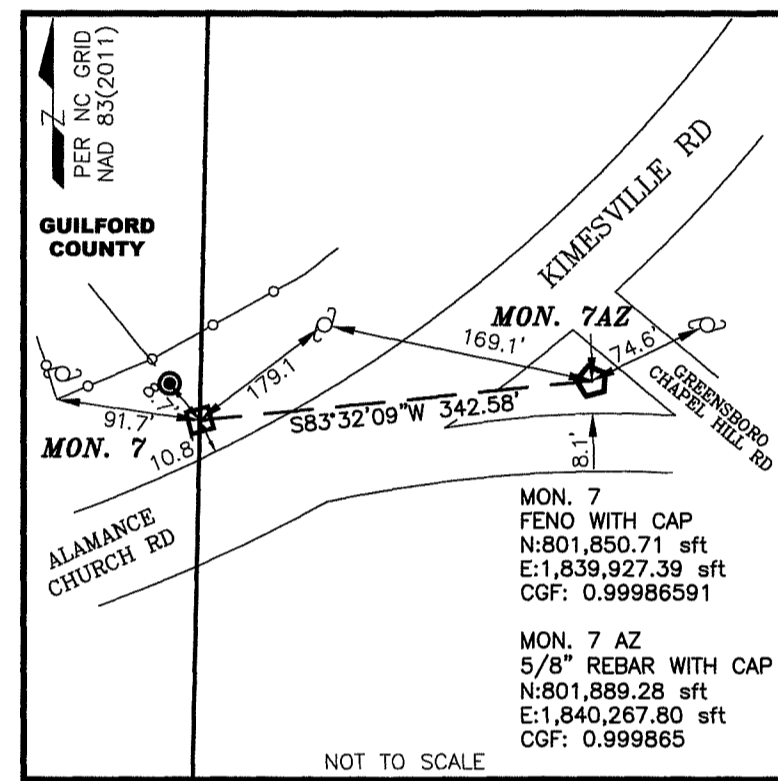 PER NC GRID
NAD 83(2011)
Z
GUILFORD
COUNTY
KIMESVILLE RD
MON. 7AZ
169.1'
74.6'
179.1
GREENSBORO
CHAPEL HILL RD
91.7'
S83°32'09"W 342.58'
MON. 7
10.8
8.1'
ALAMANCE
CHURCH RD
MON. 7
FENO WITH CAP
N:801,850.71 sft
E:1,839,927.39 sft
CGF: 0.99986591
MON. 7 AZ
5/8" REBAR WITH CAP
N:801,889.28 sft
E:1,840,267.80 sft
CGF: 0.999865
NOT TO SCALE